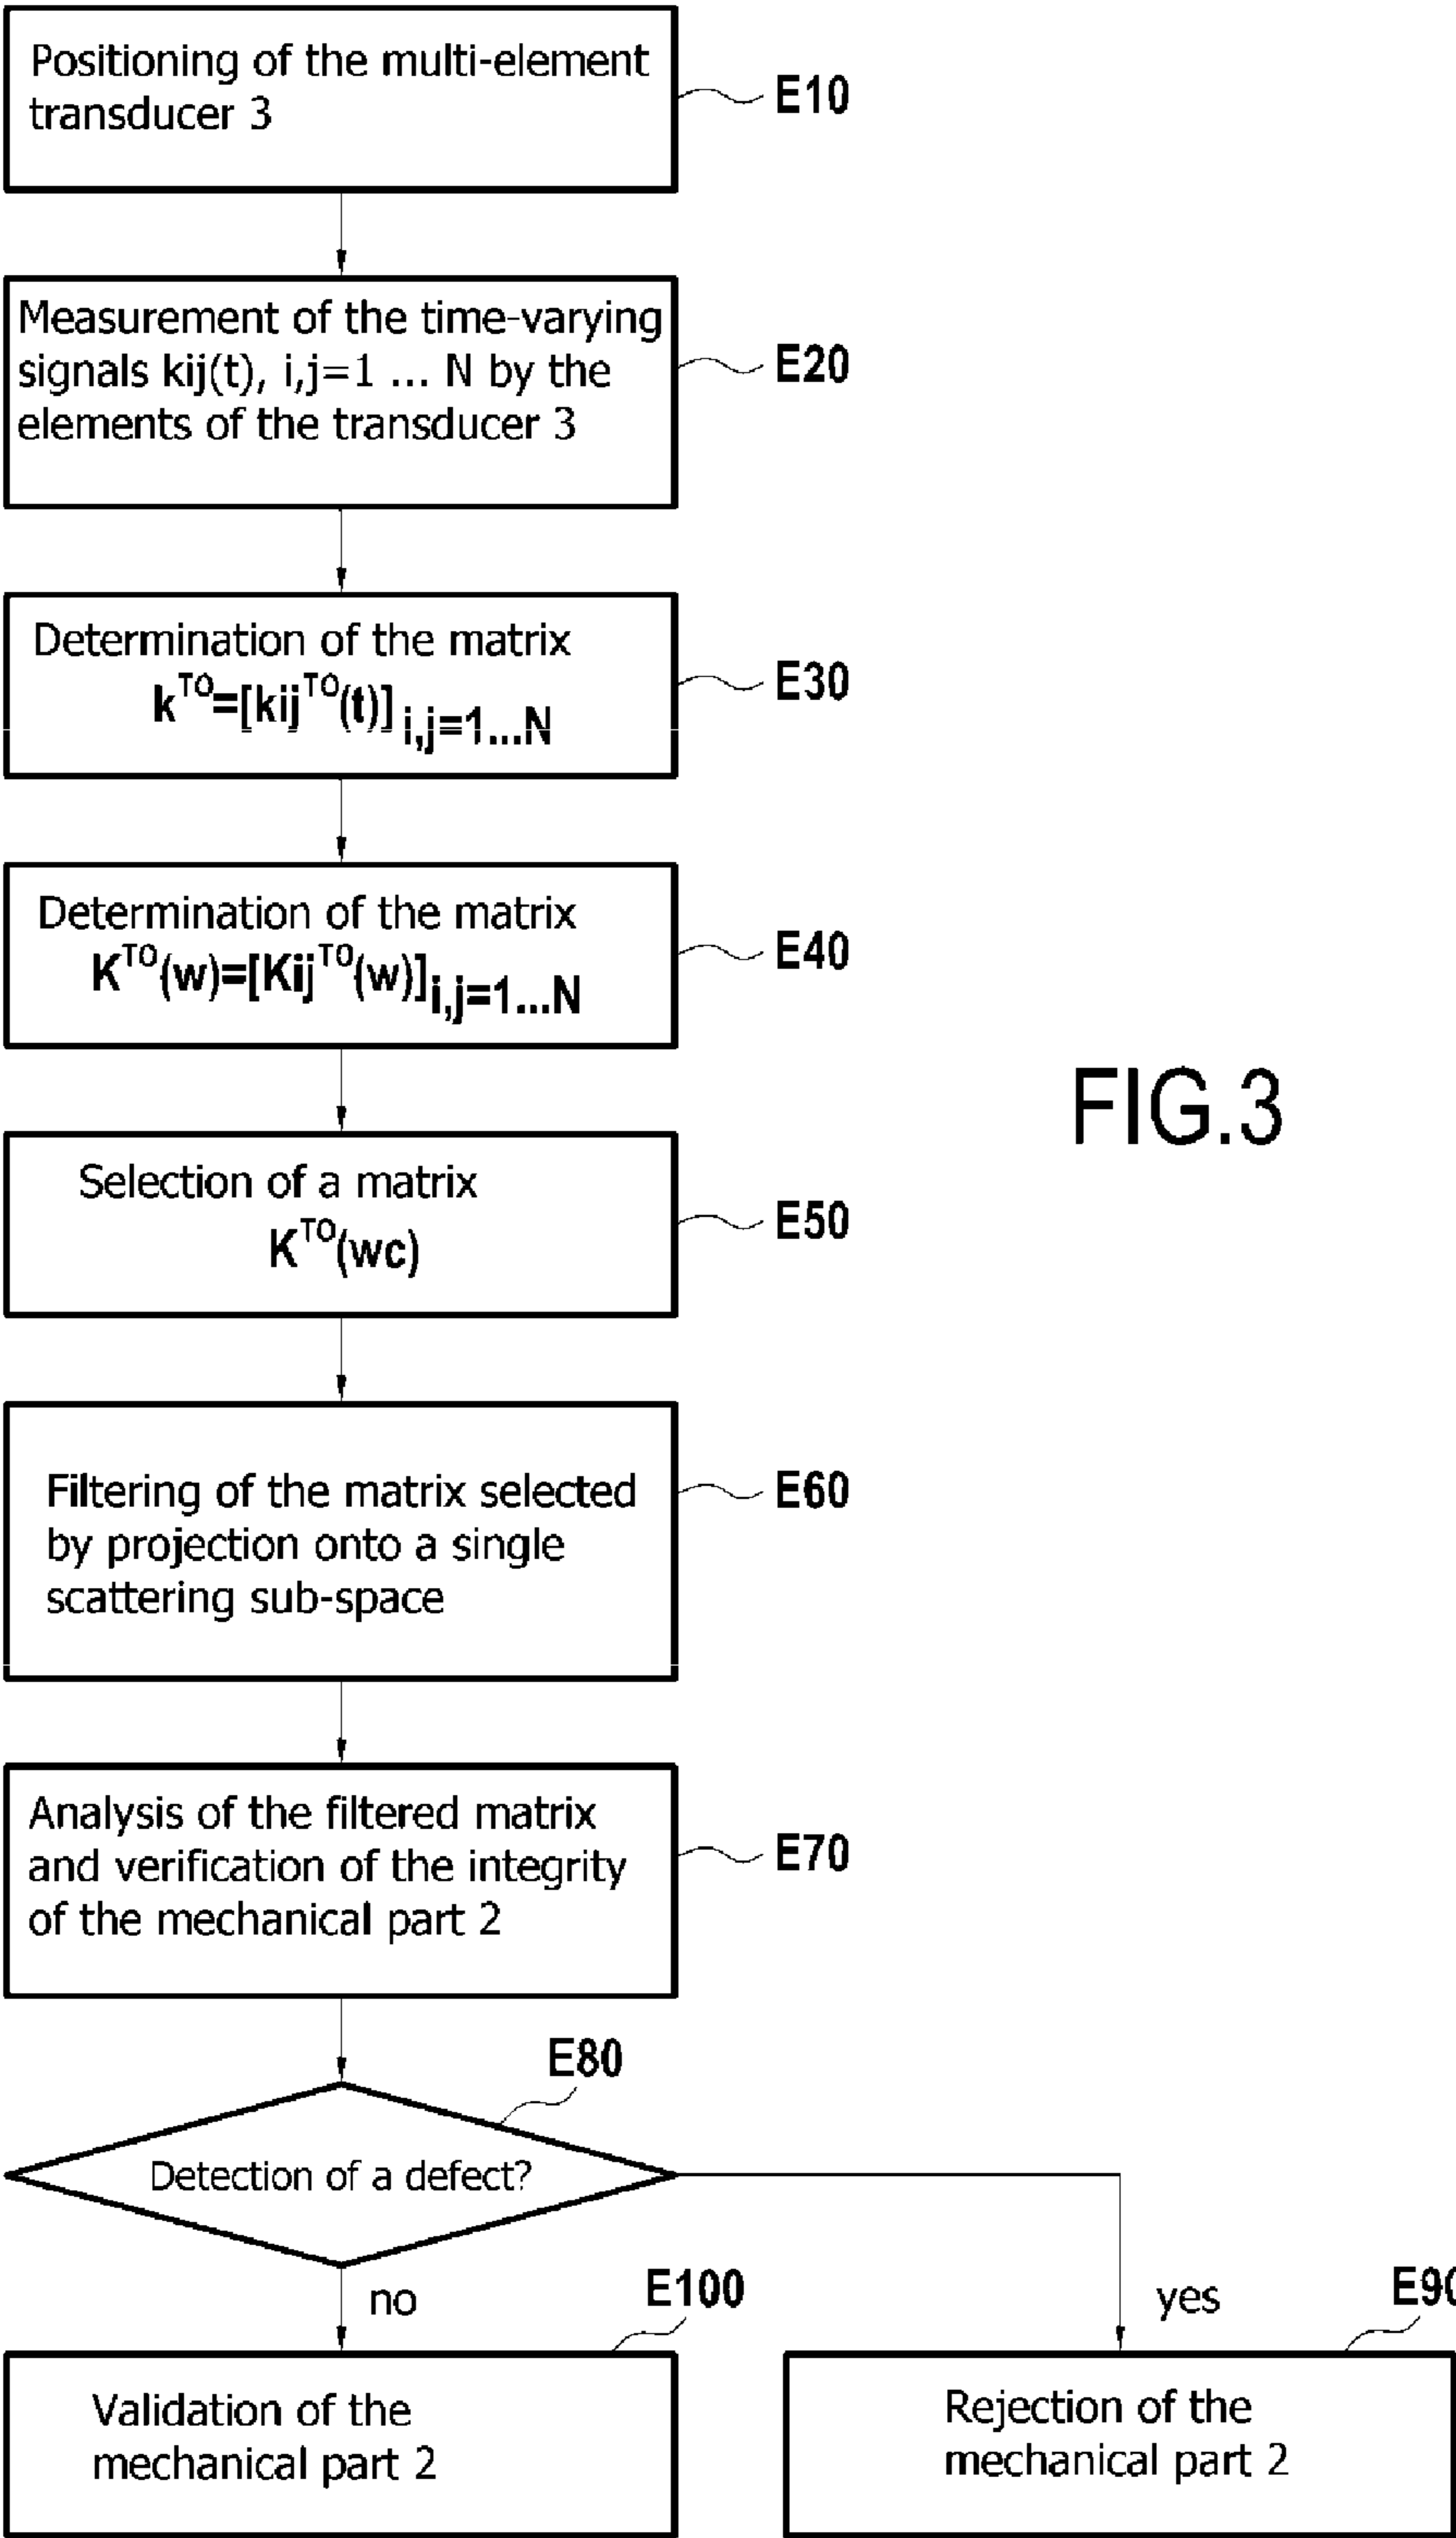 Positioning of the multi-element
transducer 3
E10
Measurement of the time-varying
signals kij(t), i,j=1 ... N by the
elements of the transducer 3
E20
Determination of the matrix
k^TO=[kij^TO(t)] i,j=1...N
E30
Determination of the matrix
K^TO(w)=[Kij^TO(w)] i,j=1...N
E40
Selection of a matrix
K^TO(wc)
E50
FIG.3
Filtering of the matrix selected
by projection onto a single
scattering sub-space
E60
Analysis of the filtered matrix
and verification of the integrity
of the mechanical part 2
E70
E80
Detection of a defect?
no
E100
yes
E90
Validation of the
mechanical part 2
Rejection of the
mechanical part 2